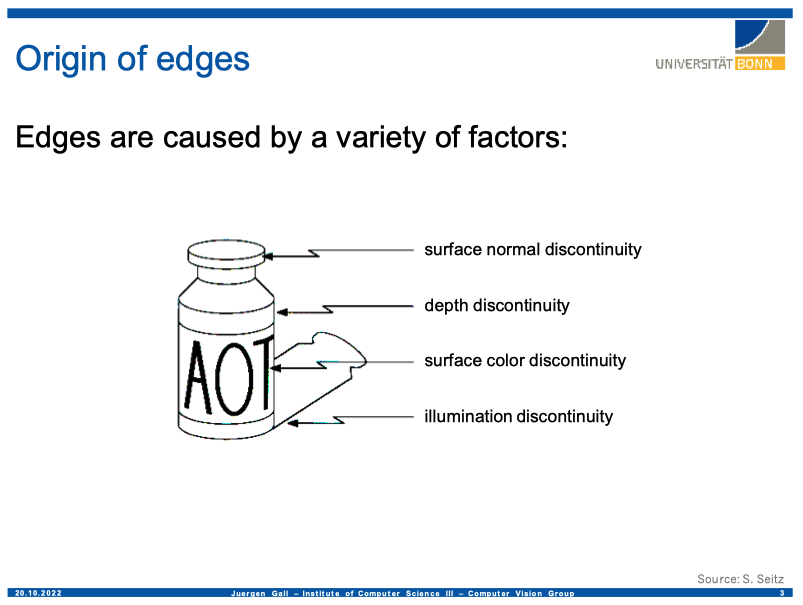 Origin of edges
UNIVERSITÄT BONN
Edges are caused by a variety of factors:
surface normal discontinuity
depth discontinuity
surface color discontinuity
illumination discontinuity
AOT
Source: S. Seitz
20.10.2022
Juergen Gall – Institute of Computer Science III – Computer Vision Group
3